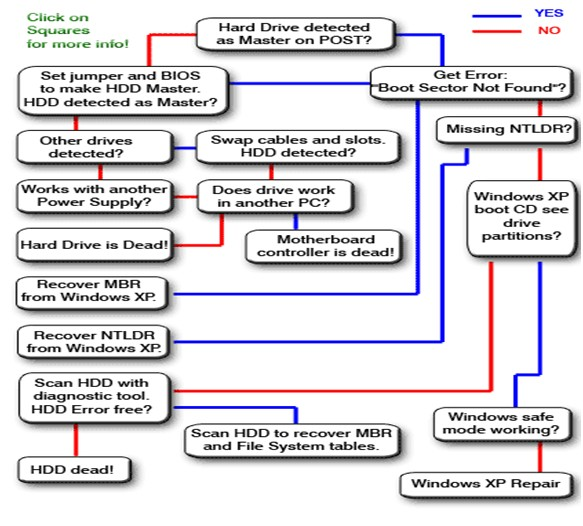 Click on
Squares
for more info!
Hard Drive detected
as Master on POST?
YES
NO
Set jumper and BIOS
to make HDD Master.
HDD detected as Master?
Get Error:
"Boot Sector Not Found"?
Missing NTLDR?
Other drives
detected?
Swap cables and slots.
HDD detected?
Works with another
Power Supply?
Does drive work
in another PC?
Windows XP
boot CD see
drive
partitions?
Hard Drive is Dead!
Motherboard
controller is dead!
Recover MBR
from Windows XP.
Recover NTLDR
from Windows XP.
Scan HDD with
diagnostic tool.
HDD Error free?
Scan HDD to recover MBR
and File System tables.
Windows safe
mode working?
HDD dead!
Windows XP Repair